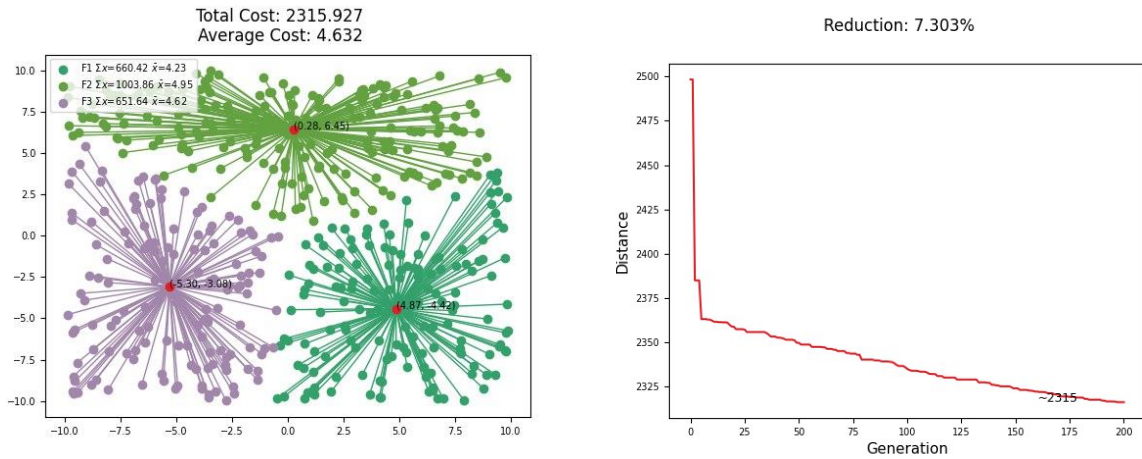 Total Cost: 2315.927
Average Cost: 4.632
F1 Σx=660.42 x̄=4.23
F2 Σx=1003.86 x̄=4.95
F3 Σx=651.64 x̄=4.62
(0.28, 6.45)
(-5.30, -3.08)
(4.87, -4.42)
10.0
7.5
5.0
2.5
0.0
−2.5
−5.0
−7.5
−10.0
−10.0 −7.5 −5.0 −2.5 0.0 2.5 5.0 7.5 10.0
Reduction: 7.303%
Distance
2500
2475
2450
2425
2400
2375
2350
2325
~2315
0 25 50 75 100 125 150 175 200
Generation